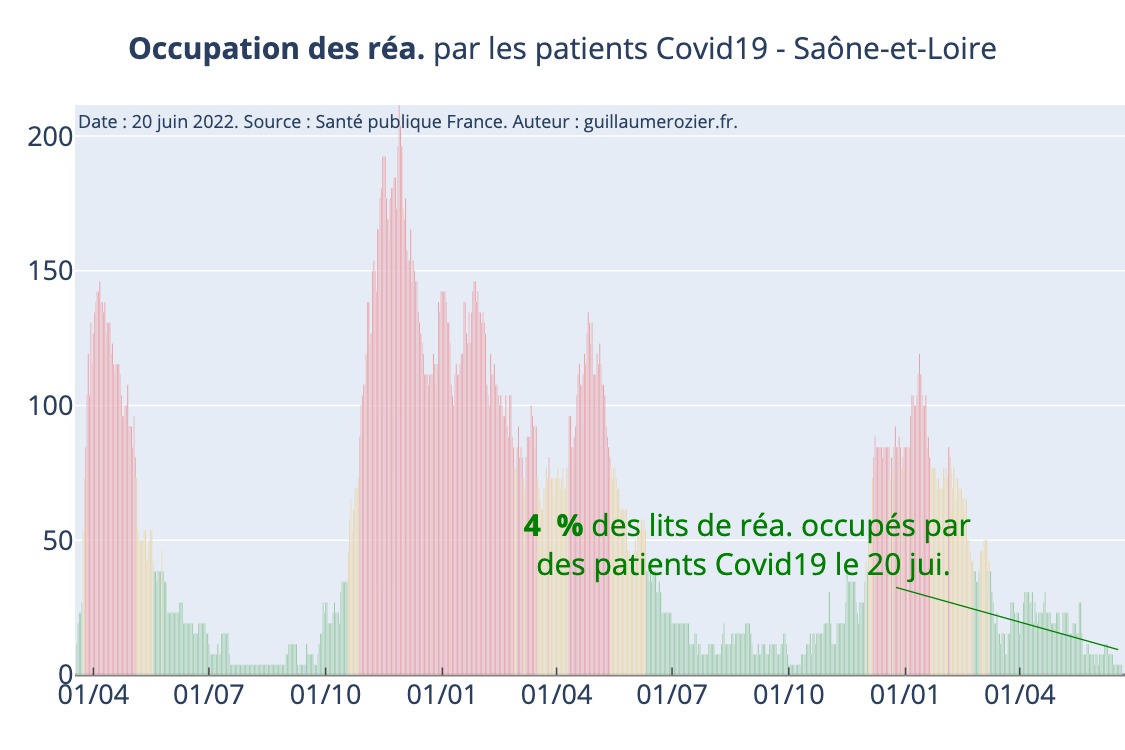 Occupation des réa. par les patients Covid19 - Saône-et-Loire
Date : 20 juin 2022. Source : Santé publique France. Auteur : guillaumerozier.fr.
200
150
100
50
0
4 % des lits de réa. occupés par
des patients Covid19 le 20 jui.
01/04 01/07 01/10 01/01 01/04 01/07 01/10 01/01 01/04